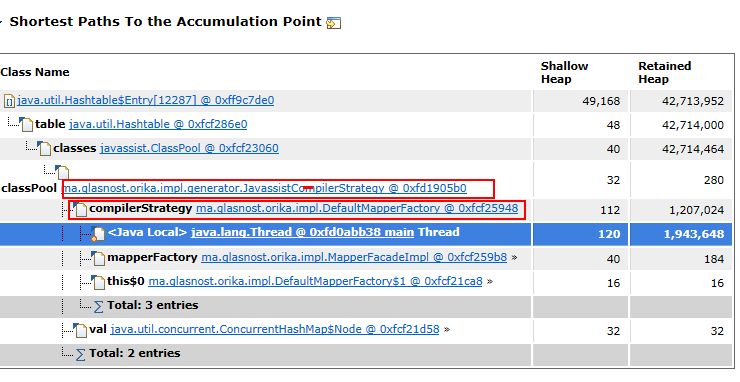 Shortest Paths To the Accumulation Point
Class Name Shallow Heap Retained Heap
java.util.Hashtable$Entry[12287] @ 0xff9c7de0 49,168 42,713,952
table java.util.Hashtable @ 0xfcf286e0 48 42,714,000
classes javassist.ClassPool @ 0xfcf23060 40 42,714,464
classPool ma.glasnost.orika.impl.generator.JavassistCompilerStrategy @ 0xfd1905b0 32 280
compilerStrategy ma.glasnost.orika.impl.DefaultMapperFactory @ 0xfcf25948 112 1,207,024
<Java Local> java.lang.Thread @ 0xfd0abb38 main Thread 120 1,943,648
mapperFactory ma.glasnost.orika.impl.MapperFacadeImpl @ 0xfcf259b8 » 40 184
this$0 ma.glasnost.orika.impl.DefaultMapperFactory$1 @ 0xfcf21ca8 » 16 16
Total: 3 entries
val java.util.concurrent.ConcurrentHashMap$Node @ 0xfcf21d58 » 32 32
Total: 2 entries